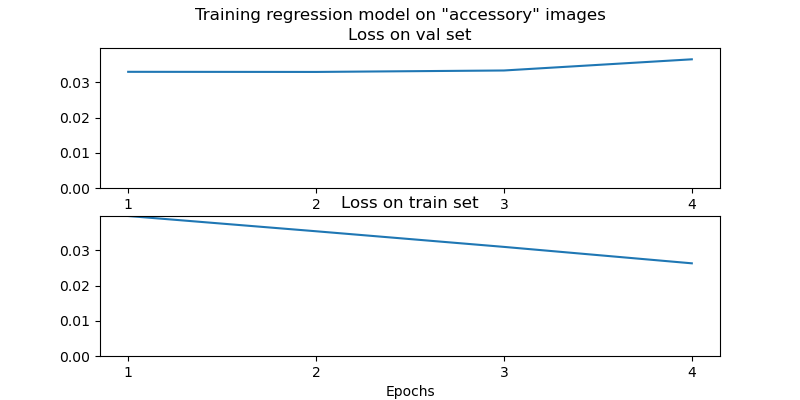 Training regression model on "accessory" images
Loss on val set
0.03
0.02
0.01
0.00
1 2 3 4
Loss on train set
0.03
0.02
0.01
0.00
1 2 3 4
Epochs